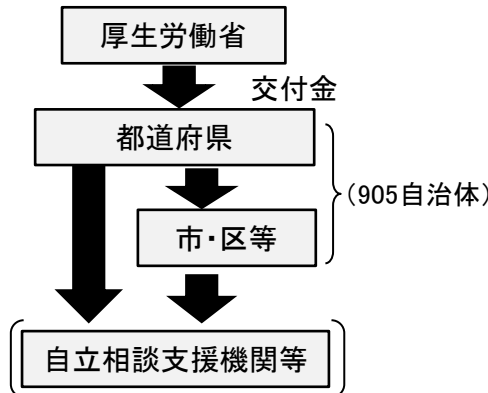 厚生労働省
交付金
都道府県
(905自治体)
市・区等
自立相談支援機関等